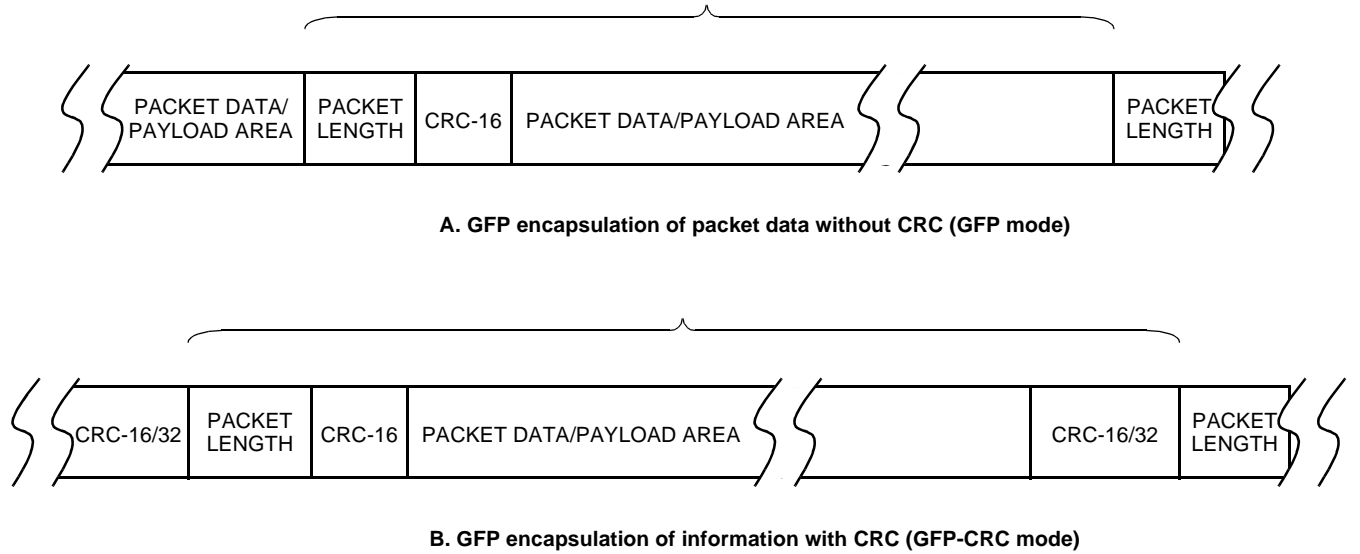 PACKET DATA/
PAYLOAD AREA
PACKET
LENGTH
CRC-16
PACKET DATA/PAYLOAD AREA
PACKET
LENGTH
A. GFP encapsulation of packet data without CRC (GFP mode)
CRC-16/32
PACKET
LENGTH
CRC-16
PACKET DATA/PAYLOAD AREA
CRC-16/32
PACKET
LENGTH
B. GFP encapsulation of information with CRC (GFP-CRC mode)